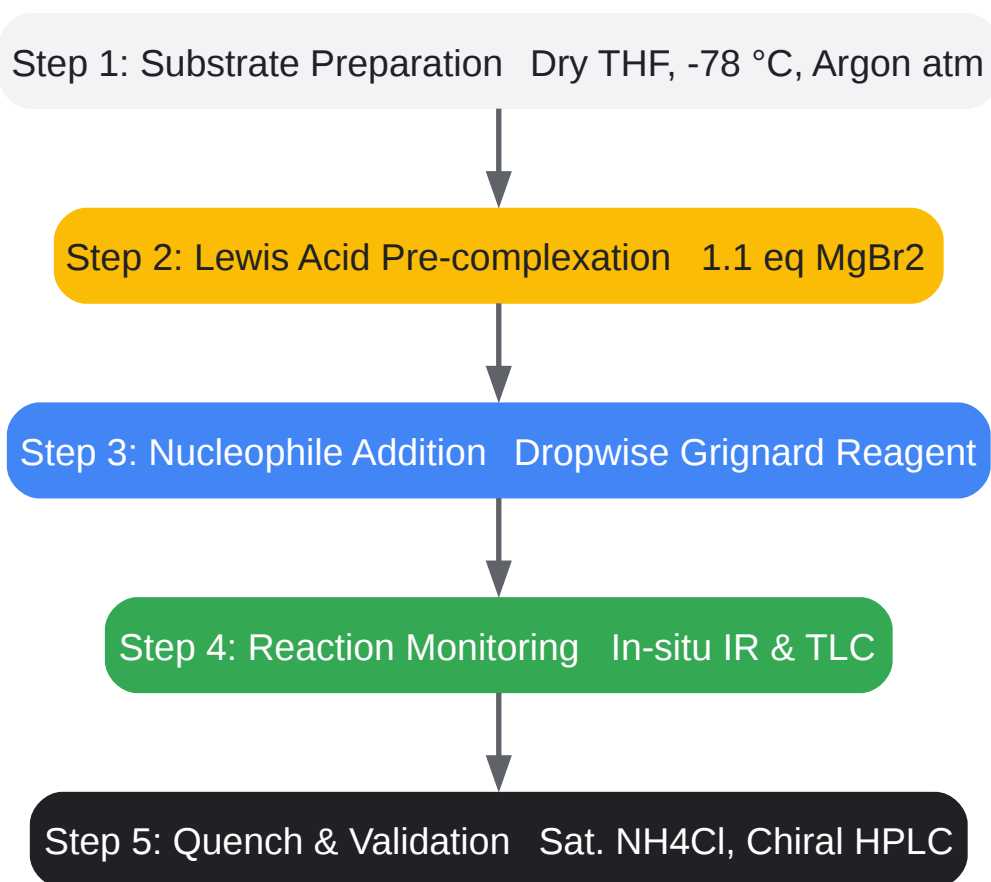 Step 1: Substrate Preparation Dry THF, -78 °C, Argon atm
Step 2: Lewis Acid Pre-complexation 1.1 eq MgBr2
Step 3: Nucleophile Addition Dropwise Grignard Reagent
Step 4: Reaction Monitoring In-situ IR & TLC
Step 5: Quench & Validation Sat. NH4Cl, Chiral HPLC